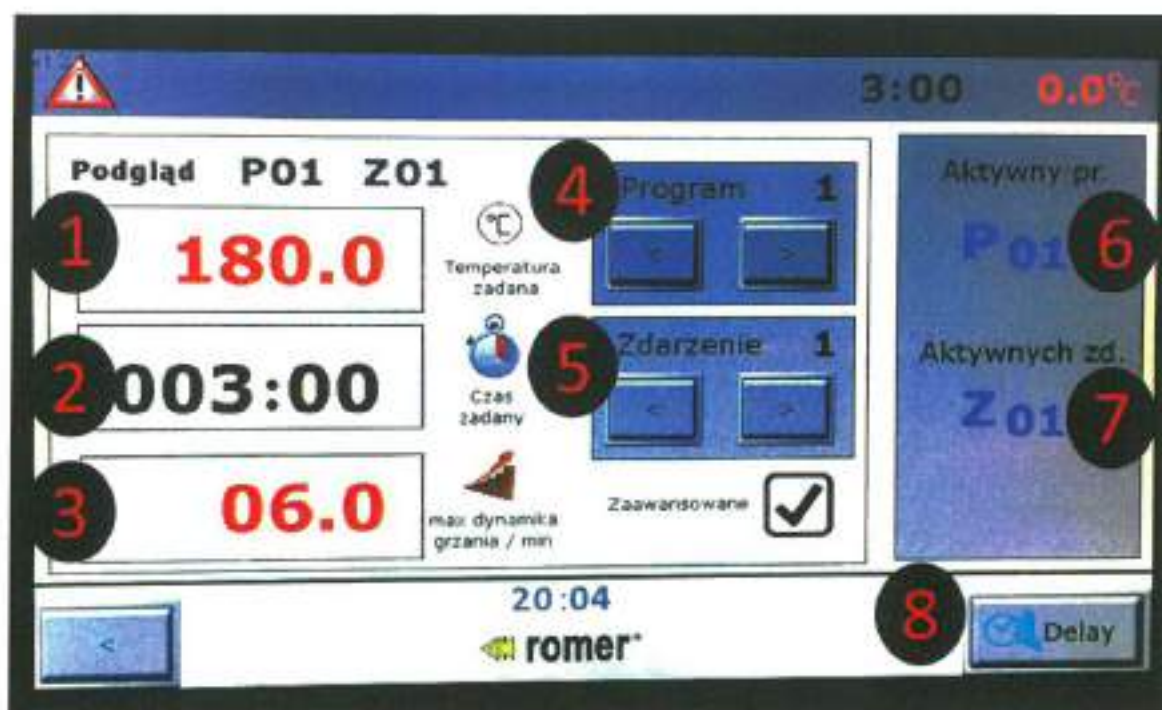 3:00 0.0°C
Podgląd P01 Z01
1
180.0
°C
Temperatura
zadana
2
003:00
Czas
zadany
3
06.0
max dynamika
grzania / min
4
Program 1
< >
5
Zdarzenie 1
< >
Zaawansowane
Aktywny pr.
P01
6
Aktywnych zd.
Z01
7
<
20:04
romer
8
Delay